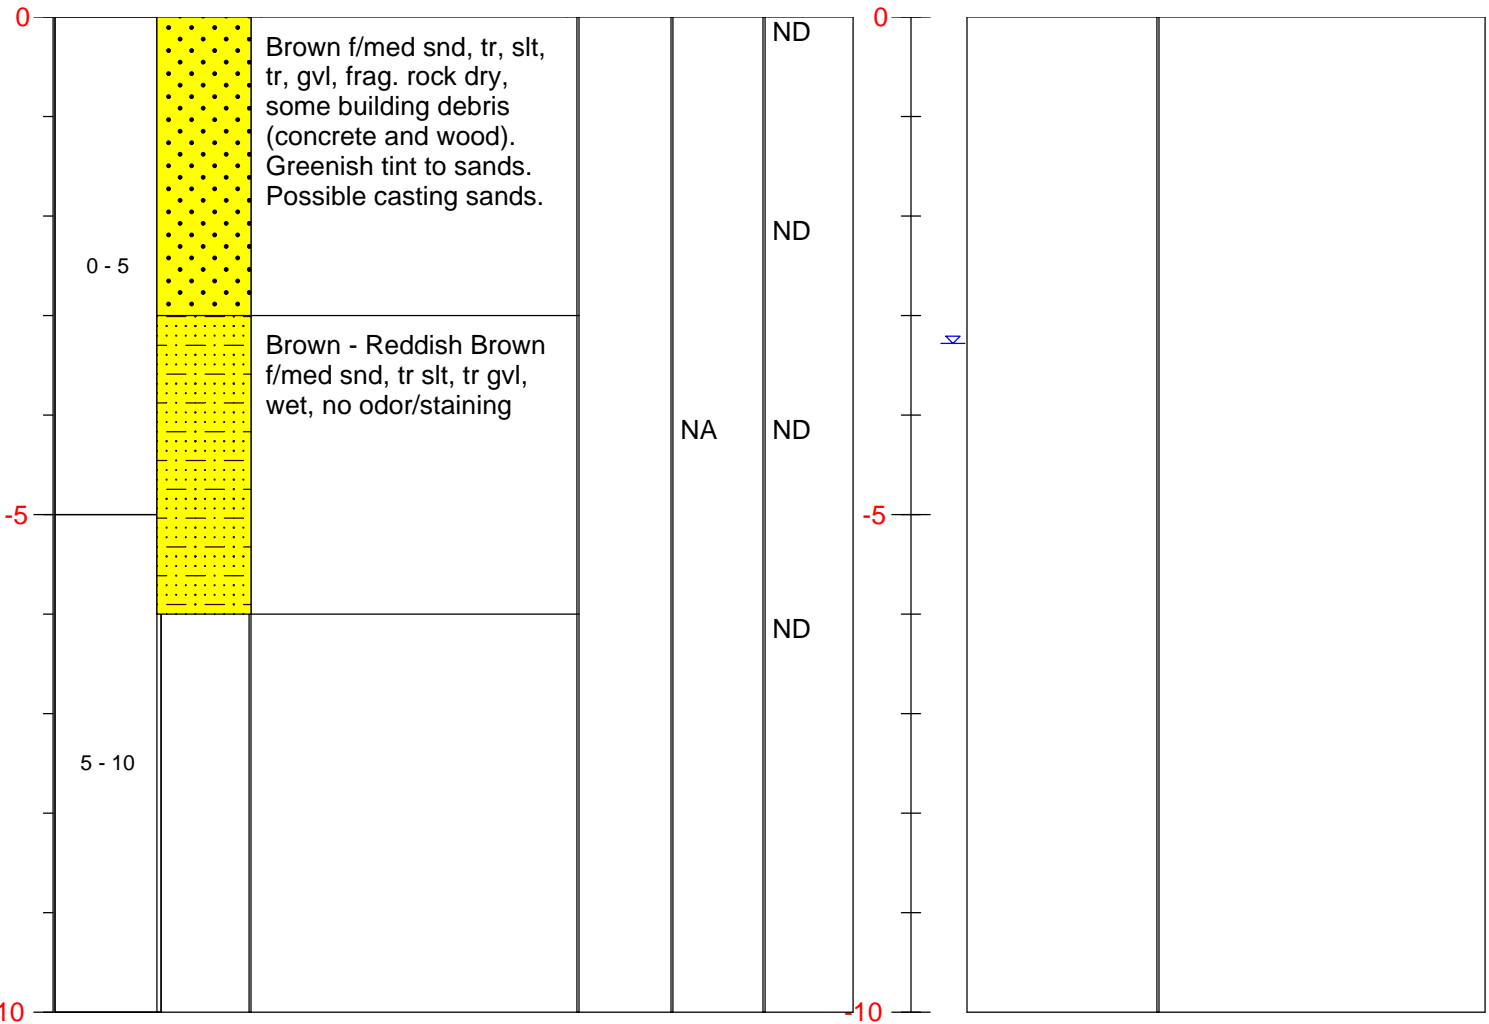 0
Brown f/med snd, tr, slt,
tr, gvl, frag. rock dry,
some building debris
(concrete and wood).
Greenish tint to sands.
Possible casting sands.
ND
0
ND
0 - 5
Brown - Reddish Brown
f/med snd, tr slt, tr gvl,
wet, no odor/staining
NA
ND
-5
-5
ND
5 - 10
10
-10